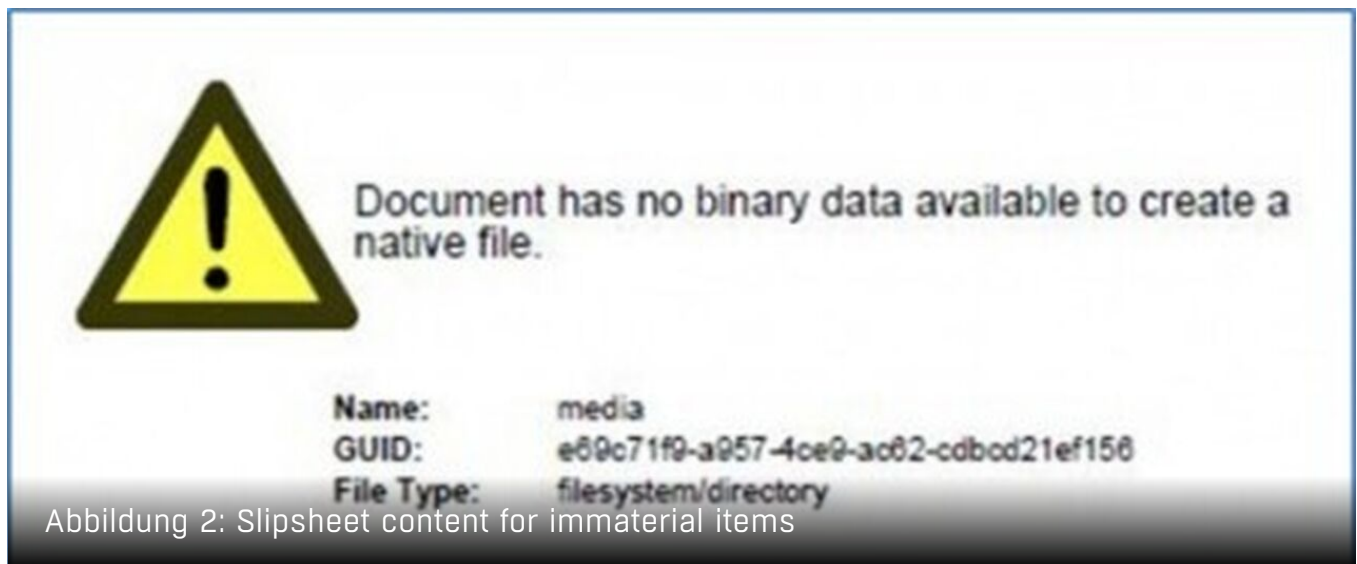 Document has no binary data available to create a
native file.
Name: media
GUID: e69c71f9-a957-4ce9-ac62-cdbcd21ef156
File Type: filesystem/directory
Abbildung 2: Slipsheet content for immaterial items